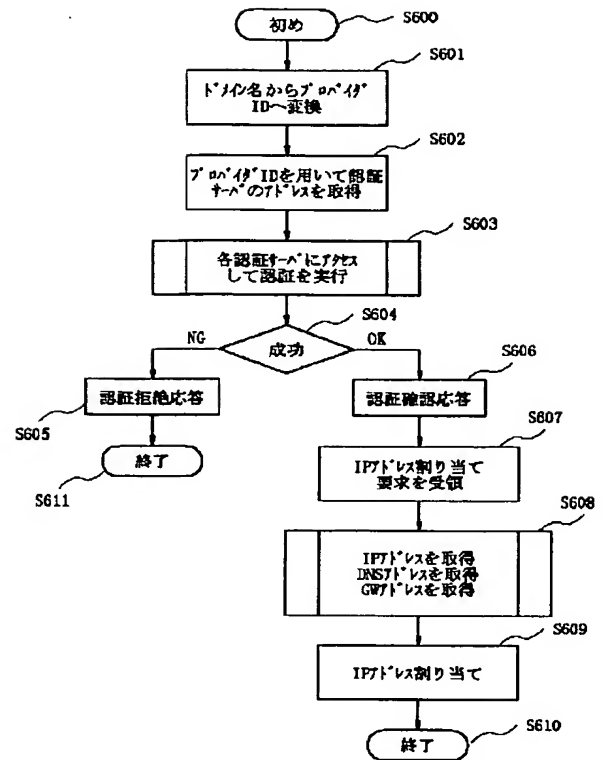 初め
S600
S601
ﾄﾞﾒｲﾝ名からﾌﾟﾛﾊﾞｲﾀﾞ
IDへ変換
S602
ﾌﾟﾛﾊﾞｲﾀﾞIDを用いて認証
ｻｰﾊﾞのｱﾄﾞﾚｽを取得
S603
各認証ｻｰﾊﾞにｱｸｾｽ
して認証を実行
S604
NG
成功
OK
S606
認証拒絶応答
認証確認応答
S605
S607
終了
IPｱﾄﾞﾚｽ割り当て
要求を受領
S611
S608
IPｱﾄﾞﾚｽを取得
DNSｱﾄﾞﾚｽを取得
GWｱﾄﾞﾚｽを取得
S609
IPｱﾄﾞﾚｽ割り当て
S610
終了